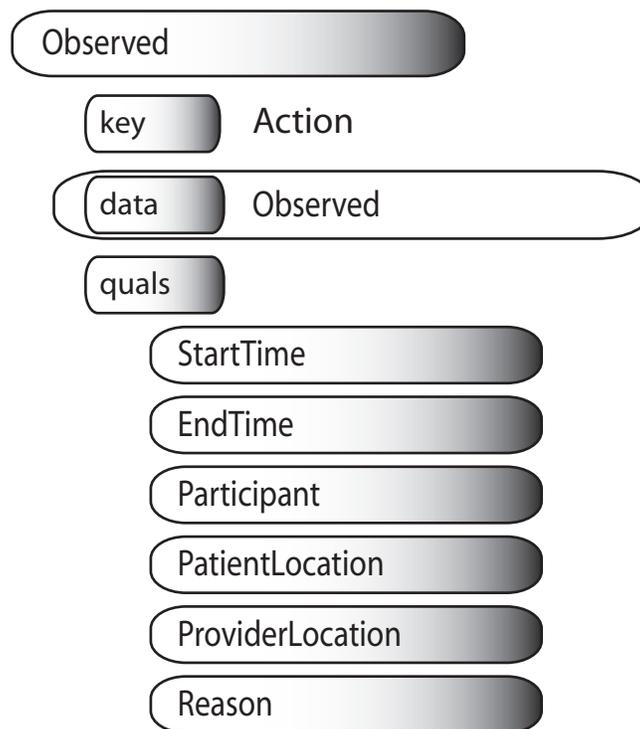 Observed
key Action
data Observed
quals
StartTime
EndTime
Participant
PatientLocation
ProviderLocation
Reason